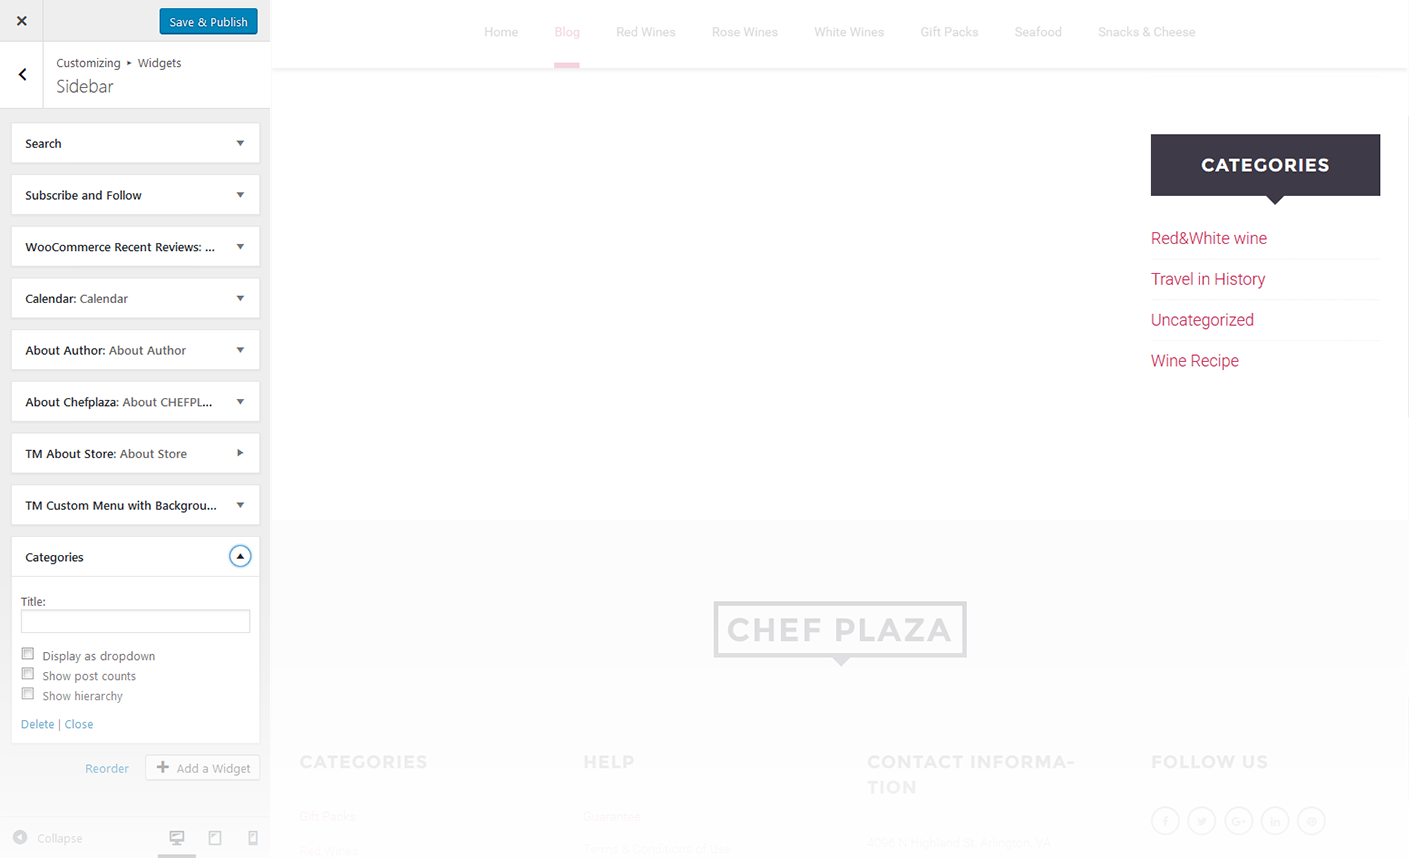 Save & Publish
Customizing ▸ Widgets
Sidebar
Search
Subscribe and Follow
WooCommerce Recent Reviews: ...
Calendar: Calendar
About Author: About Author
About Chefplaza: About CHEFPL...
TM About Store: About Store
TM Custom Menu with Backgrou...
Categories
Title:
Display as dropdown
Show post counts
Show hierarchy
Delete | Close
Reorder
Add a Widget
Collapse
Home Blog Red Wines Rose Wines White Wines Gift Packs Seafood Snacks & Cheese
CATEGORIES
Red&White wine
Travel in History
Uncategorized
Wine Recipe
CHEF PLAZA
CATEGORIES
Gift Packs
Red Wines
HELP
Guarantee
Terms & Conditions of Use
CONTACT INFORMA-
TION
4096 N Highland St, Arlington, VA
FOLLOW US